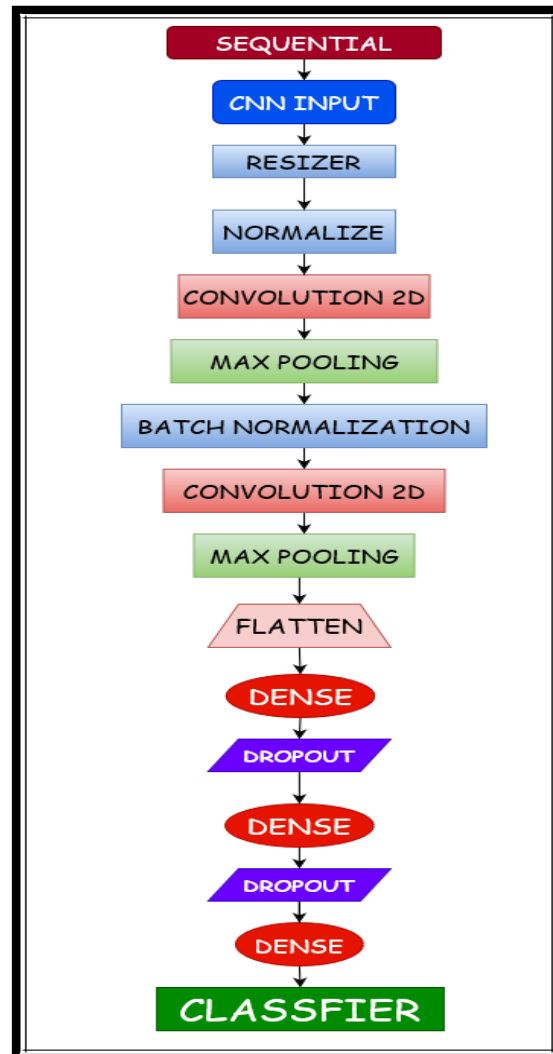 SEQUENTIAL
CNN INPUT
RESIZER
NORMALIZE
CONVOLUTION 2D
MAX POOLING
BATCH NORMALIZATION
CONVOLUTION 2D
MAX POOLING
FLATTEN
DENSE
DROPOUT
DENSE
DROPOUT
DENSE
CLASSFIER